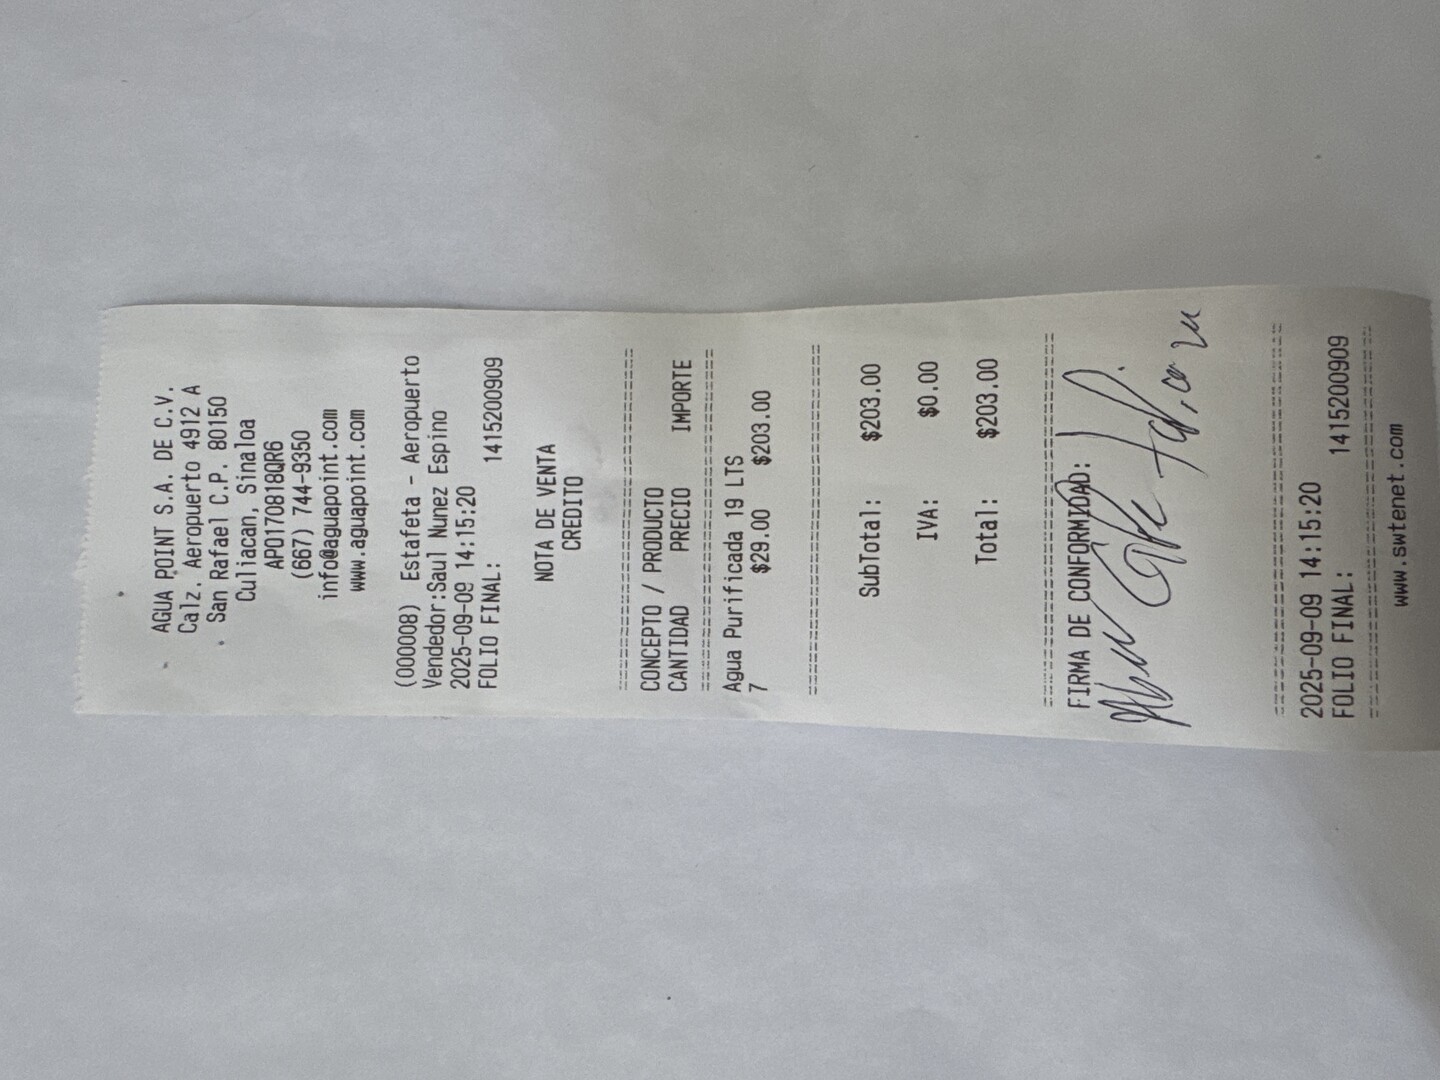 AGUA POINT S.A. DE C.V.
Calz. Aeropuerto 4912 A
San Rafael C.P. 80150
Culiacan, Sinaloa
APO170818QR6
(667) 744-9350
info@aguapoint.com
www.aguapoint.com
(000008) Estafeta - Aeropuerto
Vendedor:Saul Nunez Espino
2025-09-09 14:15:20
FOLIO FINAL: 1415200909
NOTA DE VENTA
CREDITO
================================
CONCEPTO / PRODUCTO
CANTIDAD PRECIO IMPORTE
================================
Agua Purificada 19 LTS
7 $29.00 $203.00
================================
SubTotal: $203.00
IVA: $0.00
Total: $203.00
================================
FIRMA DE CONFORMIDAD:
================================
2025-09-09 14:15:20
FOLIO FINAL: 1415200909
================================
www.swtenet.com